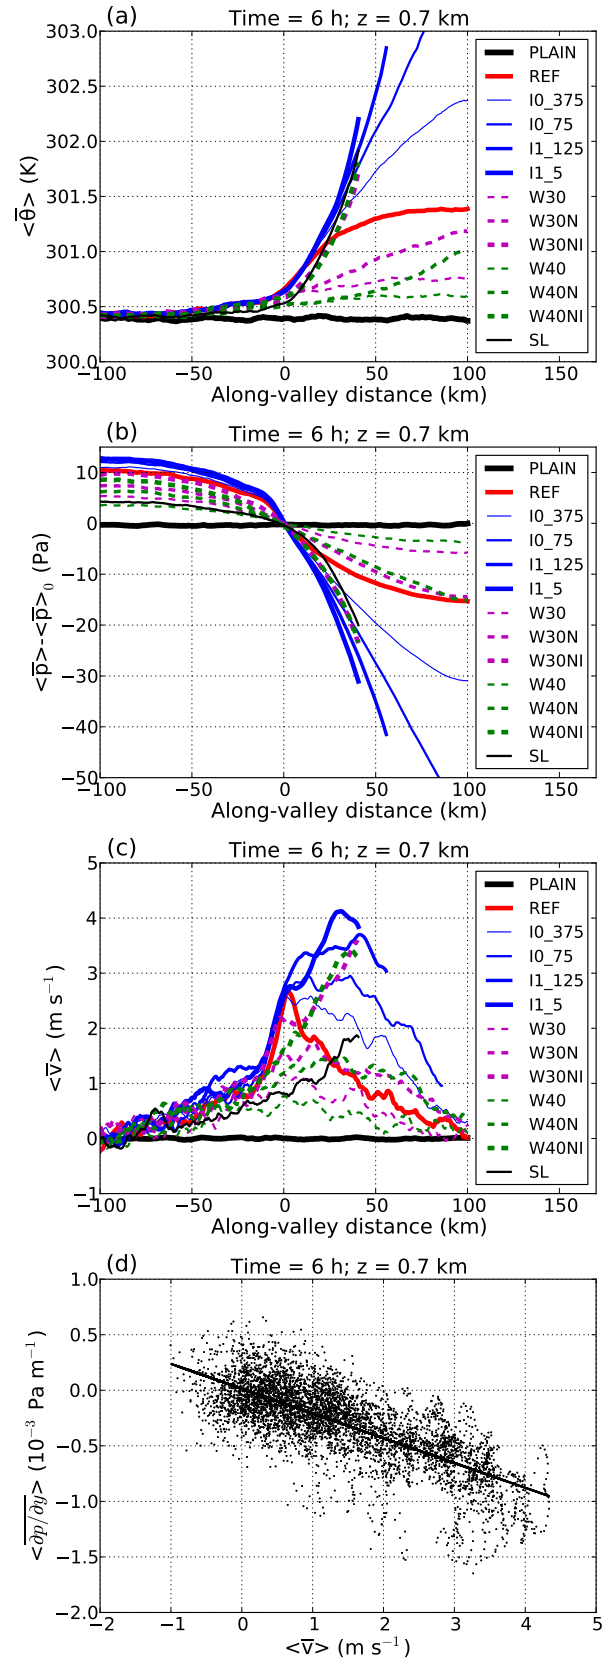 (a) Time = 6 h; z = 0.7 km
303.0
302.5
302.0
301.5
301.0
300.5
300.0
<θ̅> (K)
−100 −50 0 50 100
Along-valley distance (km)
PLAIN
REF
I0_375
I0_75
I1_125
I1_5
W30
W30N
W30NI
W40
W40N
W40NI
SL
(b) Time = 6 h; z = 0.7 km
10
0
−10
−20
−30
−40
−50
<p̅>-<p̅>₀ (Pa)
−100 −50 0 50 100
Along-valley distance (km)
PLAIN
REF
I0_375
I0_75
I1_125
I1_5
W30
W30N
W30NI
W40
W40N
W40NI
SL
(c) Time = 6 h; z = 0.7 km
5
4
3
2
1
0
−1
<v̅> (m s⁻¹)
−100 −50 0 50 100
Along-valley distance (km)
PLAIN
REF
I0_375
I0_75
I1_125
I1_5
W30
W30N
W30NI
W40
W40N
W40NI
SL
(d) Time = 6 h; z = 0.7 km
1.0
0.5
0.0
−0.5
−1.0
−1.5
−2.0
<∂p/∂y> (10⁻³ Pa m⁻¹)
−2 −1 0 1 2 3 4 5
<v̅> (m s⁻¹)